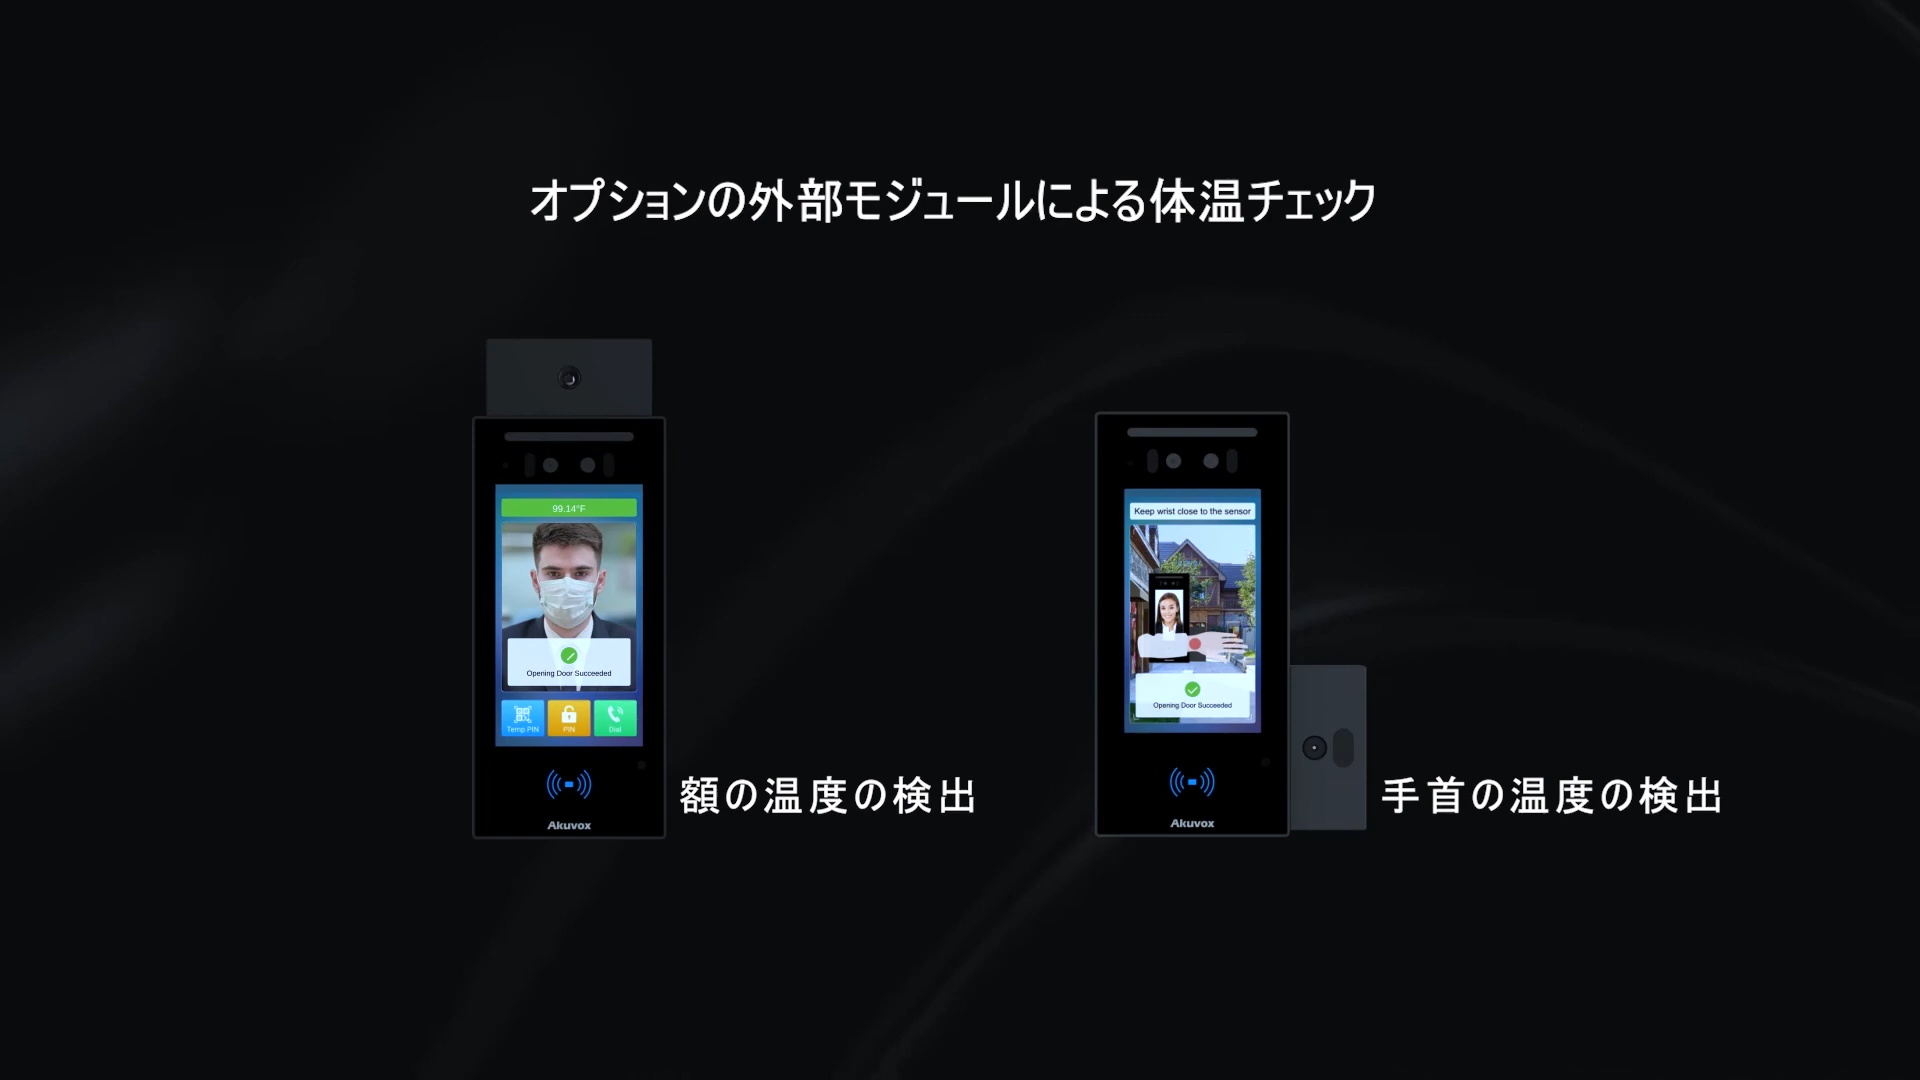 オプションの外部モジュールによる体温チェック
99.14°F
Opening Door Succeeded
Temp PIN
PIN
Dial
Akuvox
額の温度の検出
Keep wrist close to the sensor
Opening Door Succeeded
Akuvox
手首の温度の検出